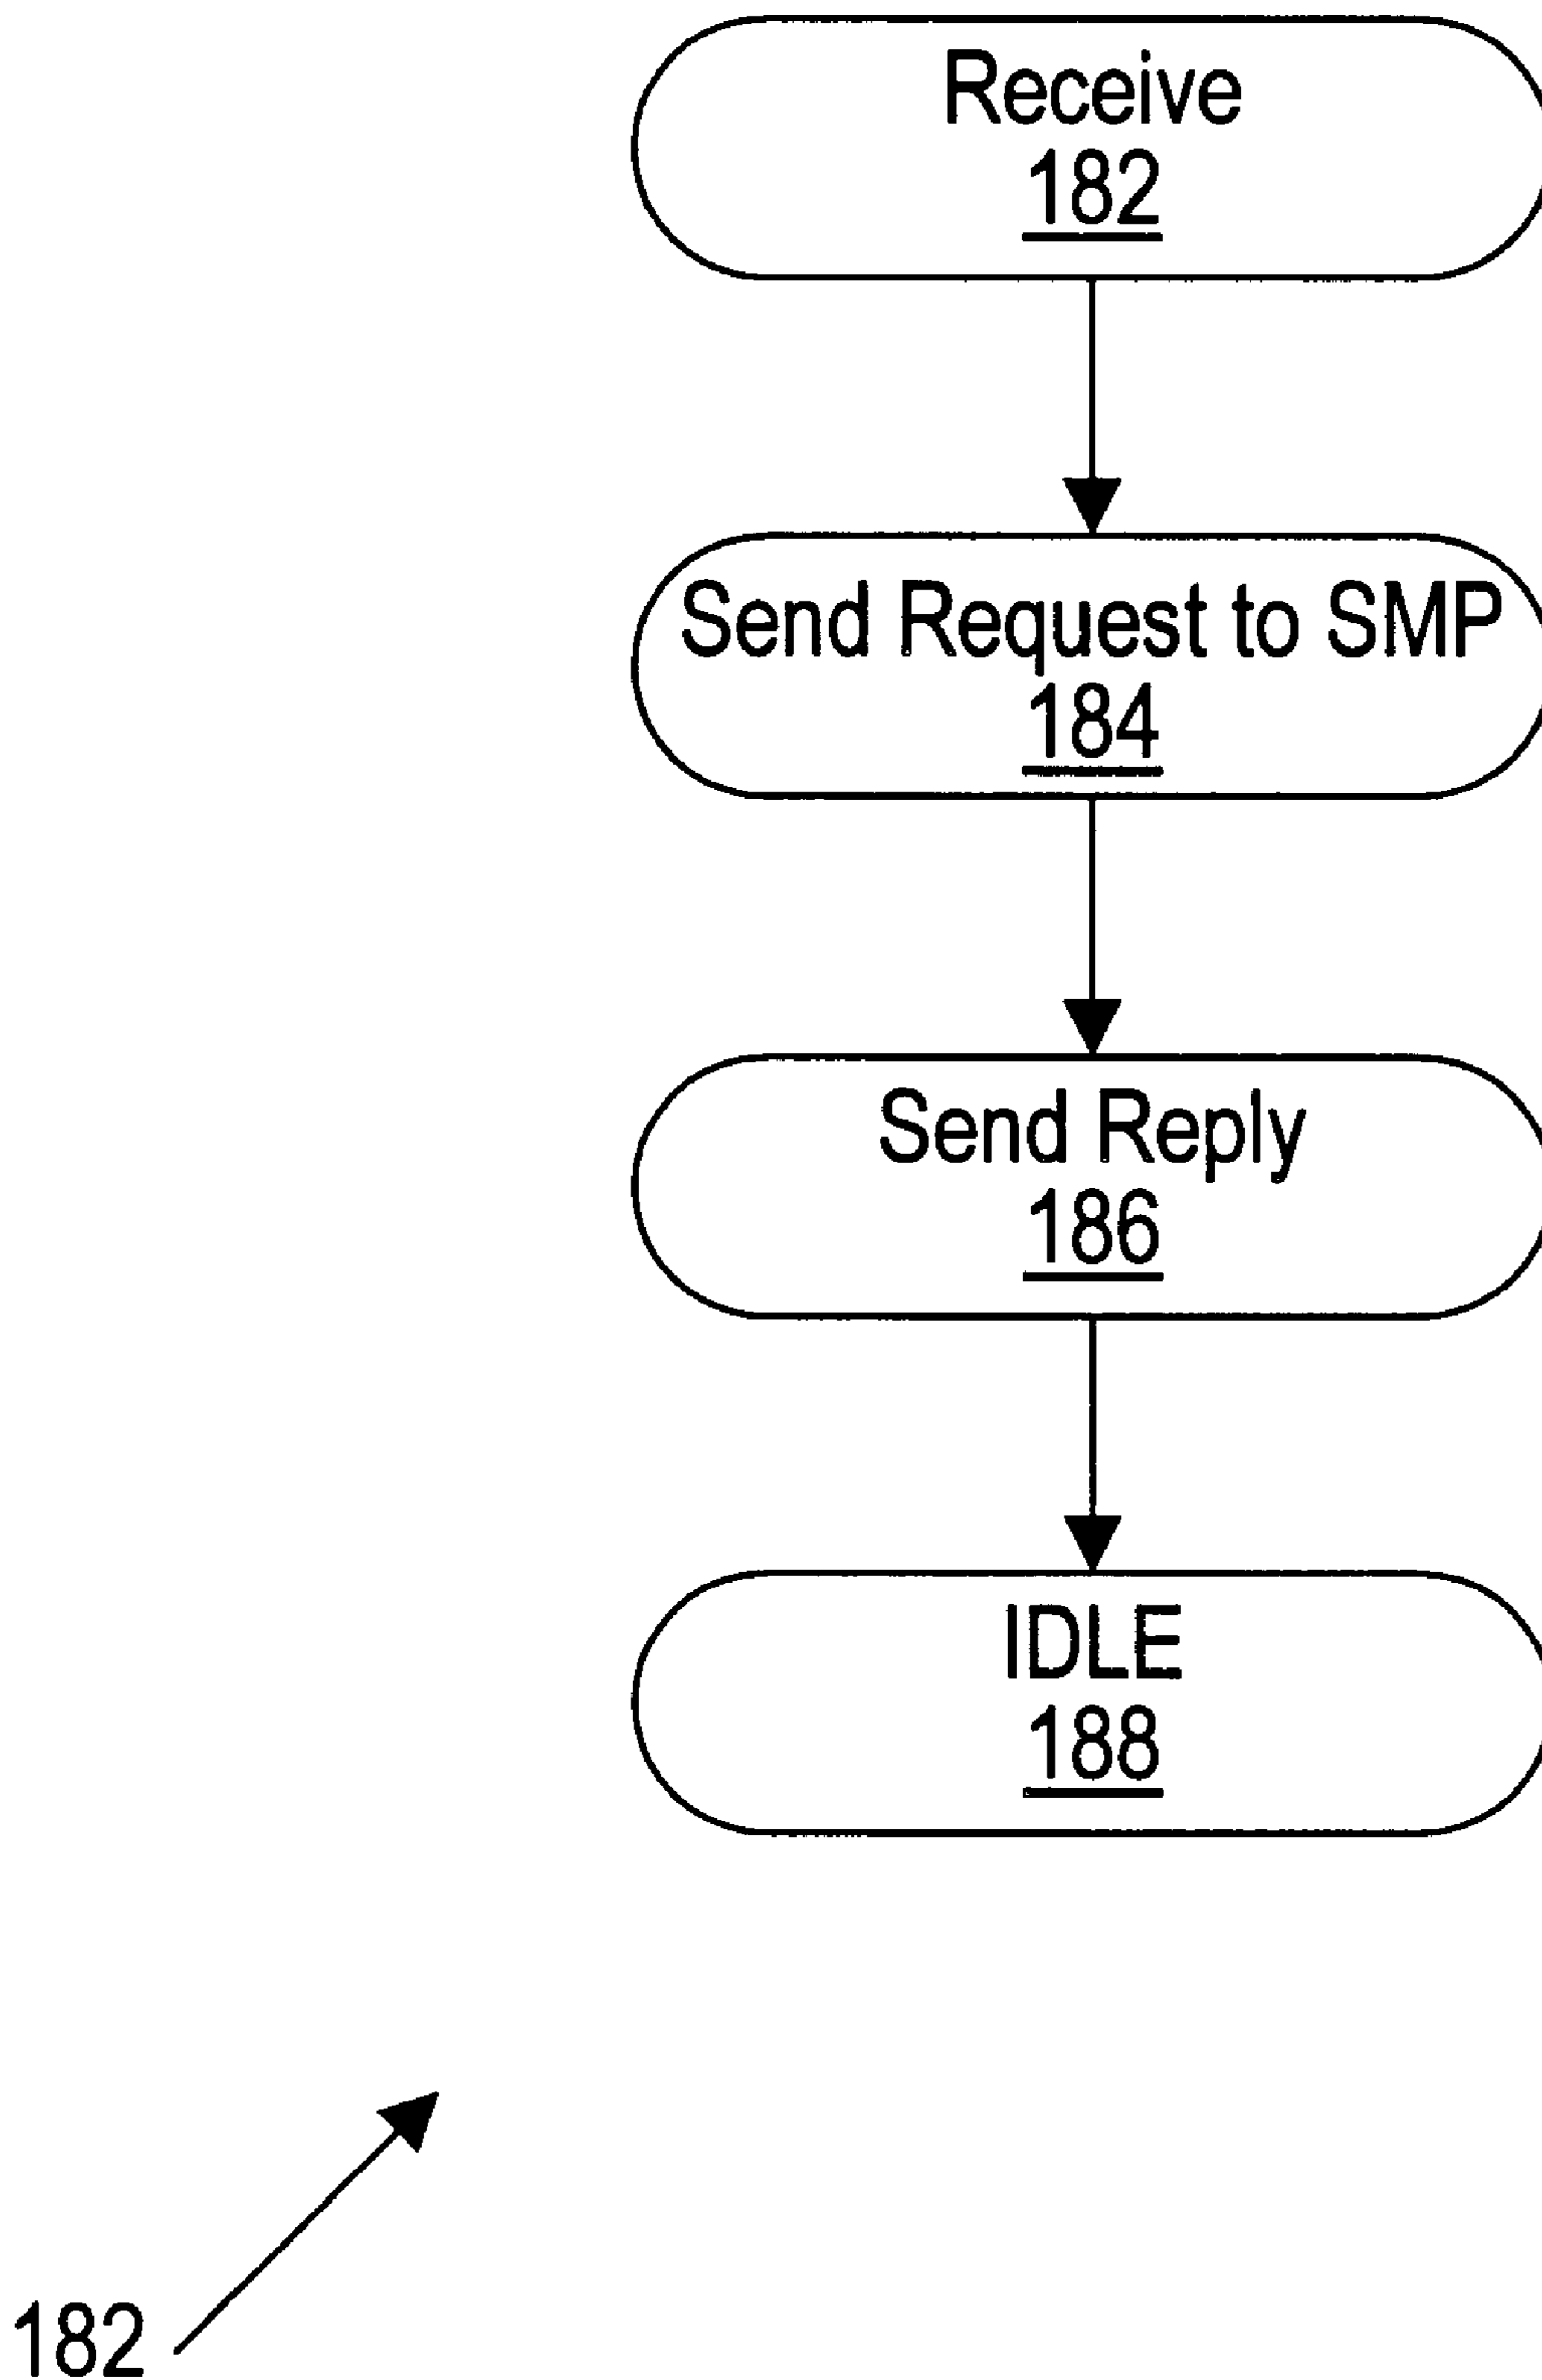 Receive
182
Send Request to SMP
184
Send Reply
186
IDLE
188
182